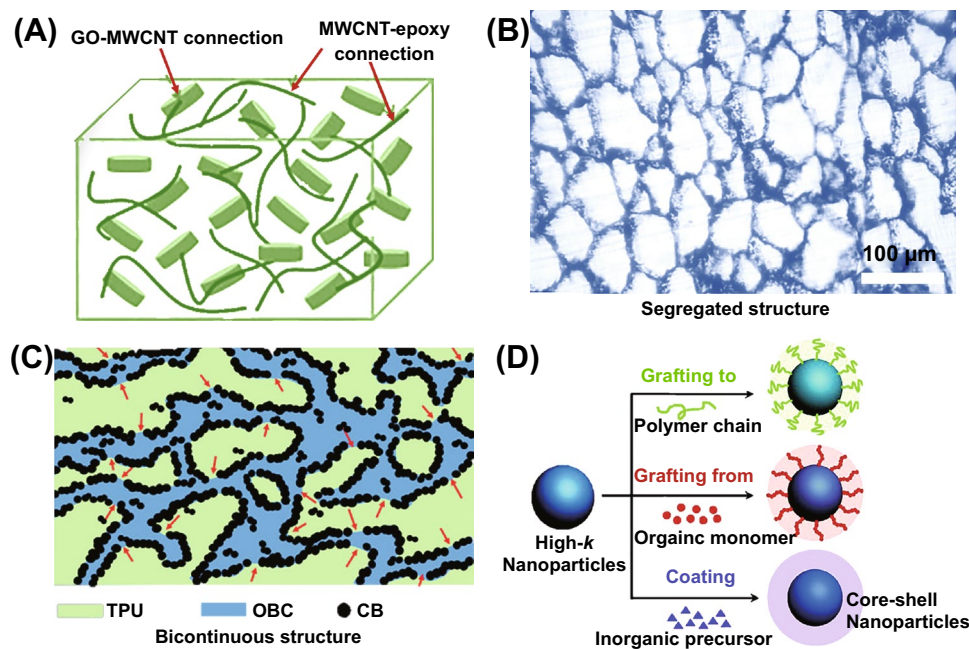 (A)
GO-MWCNT connection
MWCNT-epoxy
connection
(B)
100 µm
Segregated structure
(C)
TPU
OBC
CB
Bicontinuous structure
(D)
High-k
Nanoparticles
Grafting to
Polymer chain
Grafting from
Orgainc monomer
Coating
Inorganic precursor
Core-shell
Nanoparticles